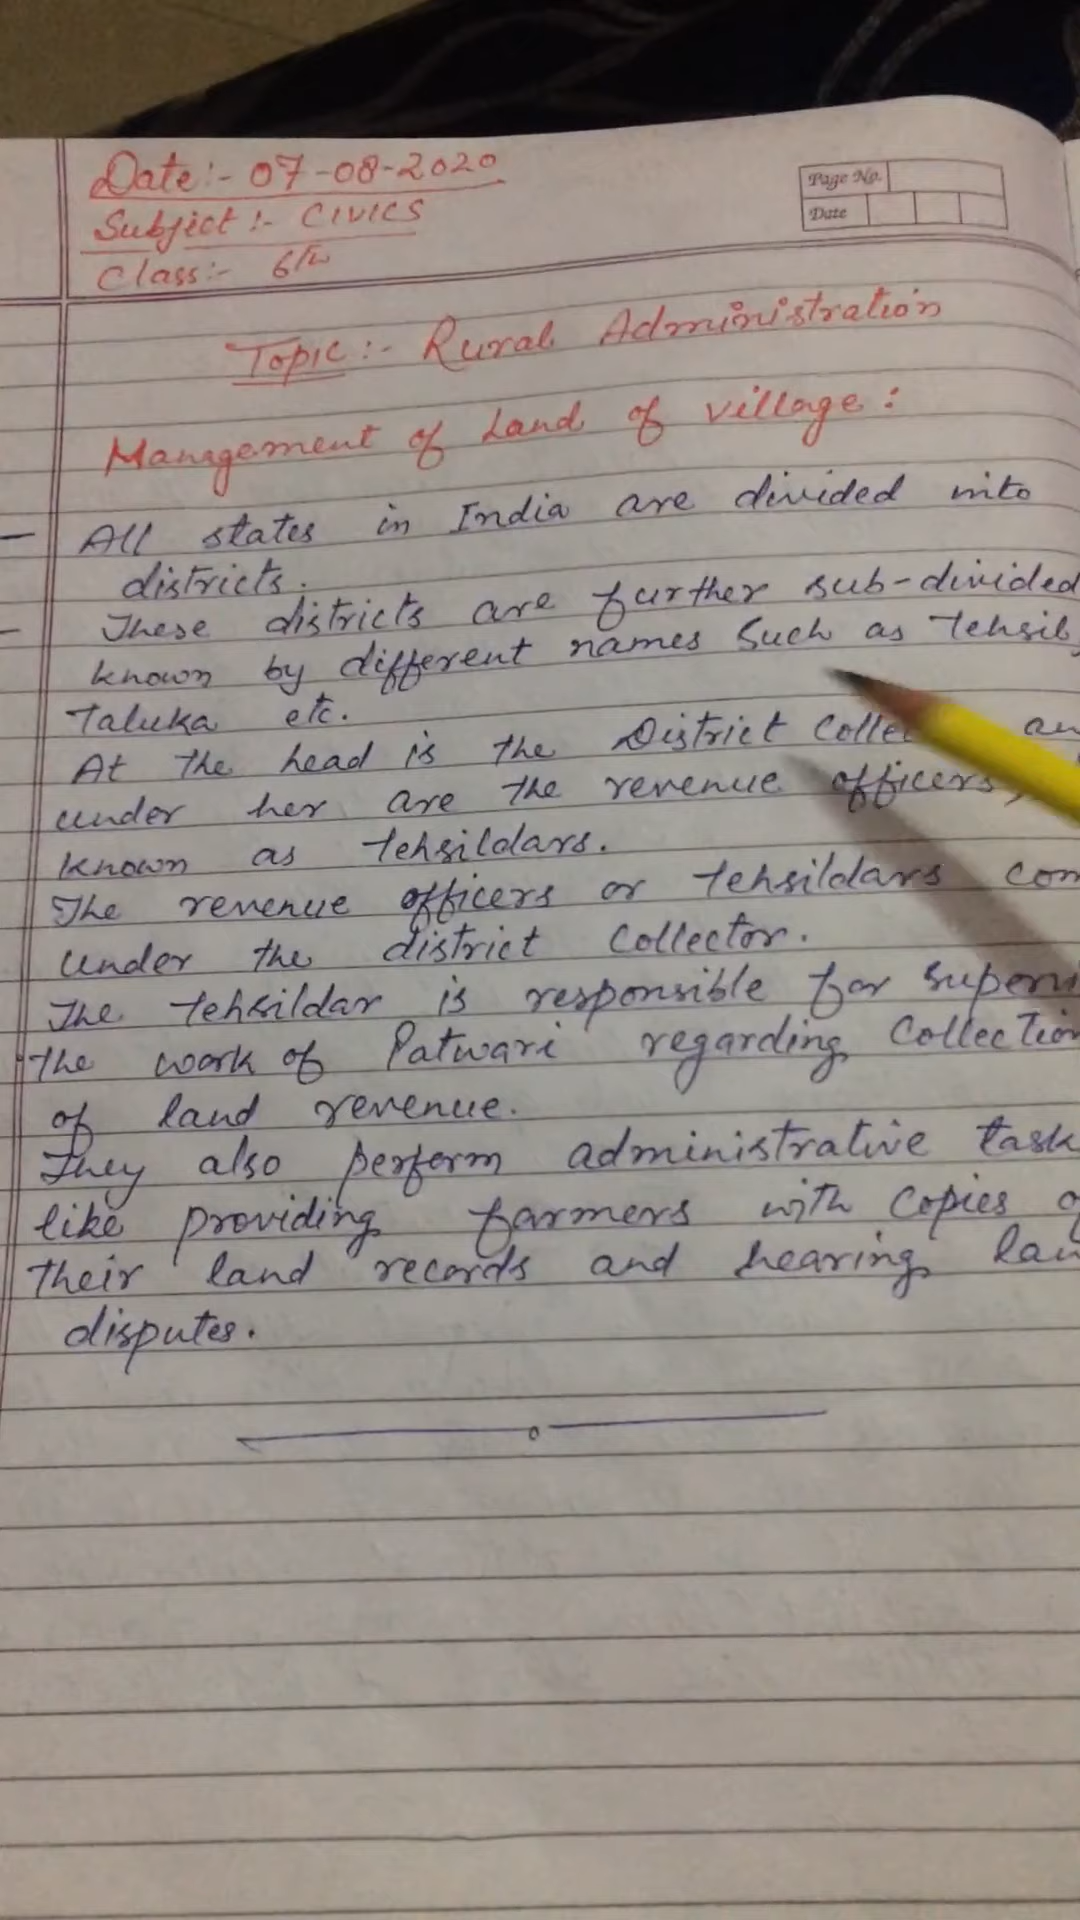 Date:- 07-08-2020
Page No.
Subject :- CIVICS
Date
Class:- 6th
Topic :- Rural Administration
Management of Land of village :
- All states in India are divided into
districts.
- These districts are further sub-divided
known by different names such as Tehsil,
Taluka etc.
At the head is the District
under her are the revenue officers,
known as tehsildars.
The revenue officers or tehsildars
under the district collector.
The tehsildar is responsible for
the work of Patwari regarding Collection
of land revenue.
They also perform administrative task
like providing farmers with copies
their land records and hearing
disputes.